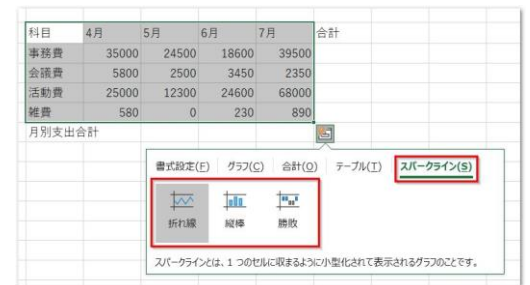 科目 4月 5月 6月 7月 合計
事務費 35000 24500 18600 39500
会議費 5800 2500 3450 2350
活動費 25000 12300 24600 68000
雑費 580 0 230 890
月別支出合計
書式設定(F) グラフ(C) 合計(O) テーブル(T) スパークライン(S)
折れ線 縦棒 勝敗
スパークラインとは、1 つのセルに収まるように小型化されて表示されるグラフのことです。